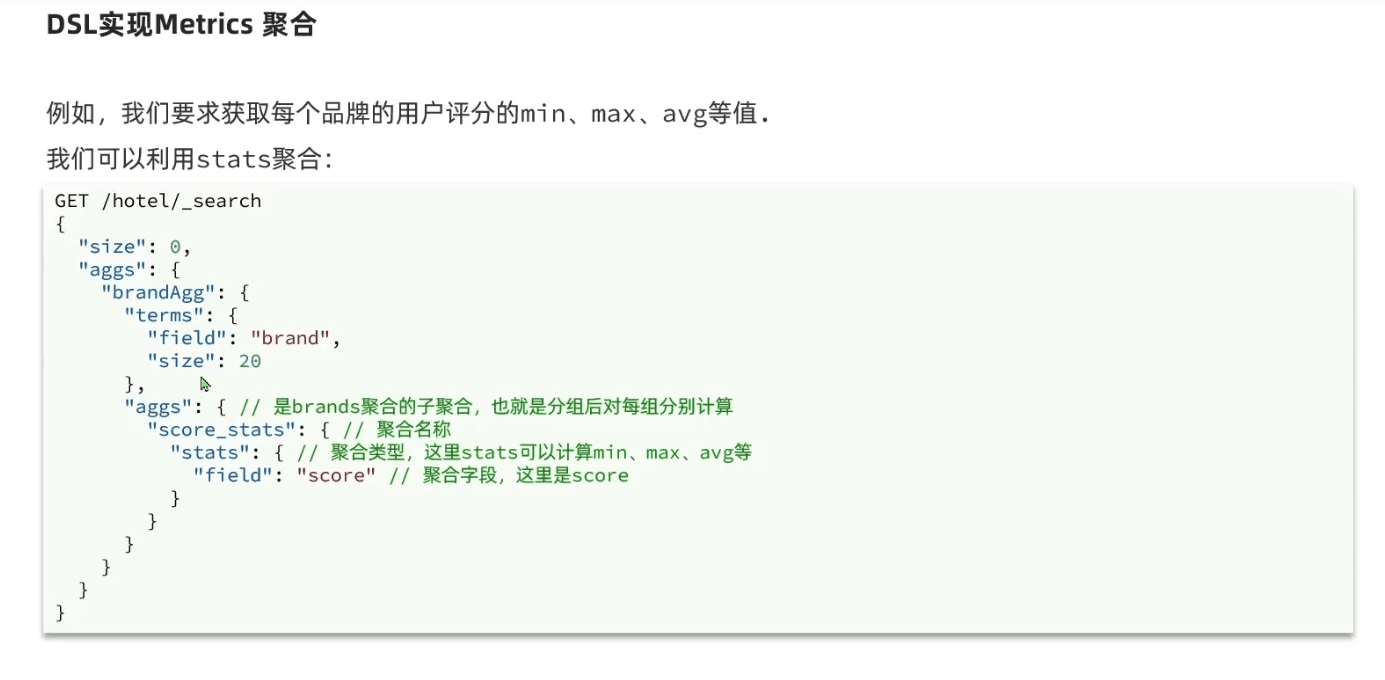 DSL实现Metrics 聚合
例如，我们要求获取每个品牌的用户评分的min、max、avg等值.
我们可以利用stats聚合：
GET /hotel/_search
{
  "size": 0,
  "aggs": {
    "brandAgg": {
      "terms": {
        "field": "brand",
        "size": 20
      },
      "aggs": { // 是brands聚合的子聚合，也就是分组后对每组分别计算
        "score_stats": { // 聚合名称
          "stats": { // 聚合类型，这里stats可以计算min、max、avg等
            "field": "score" // 聚合字段，这里是score
          }
        }
      }
    }
  }
}